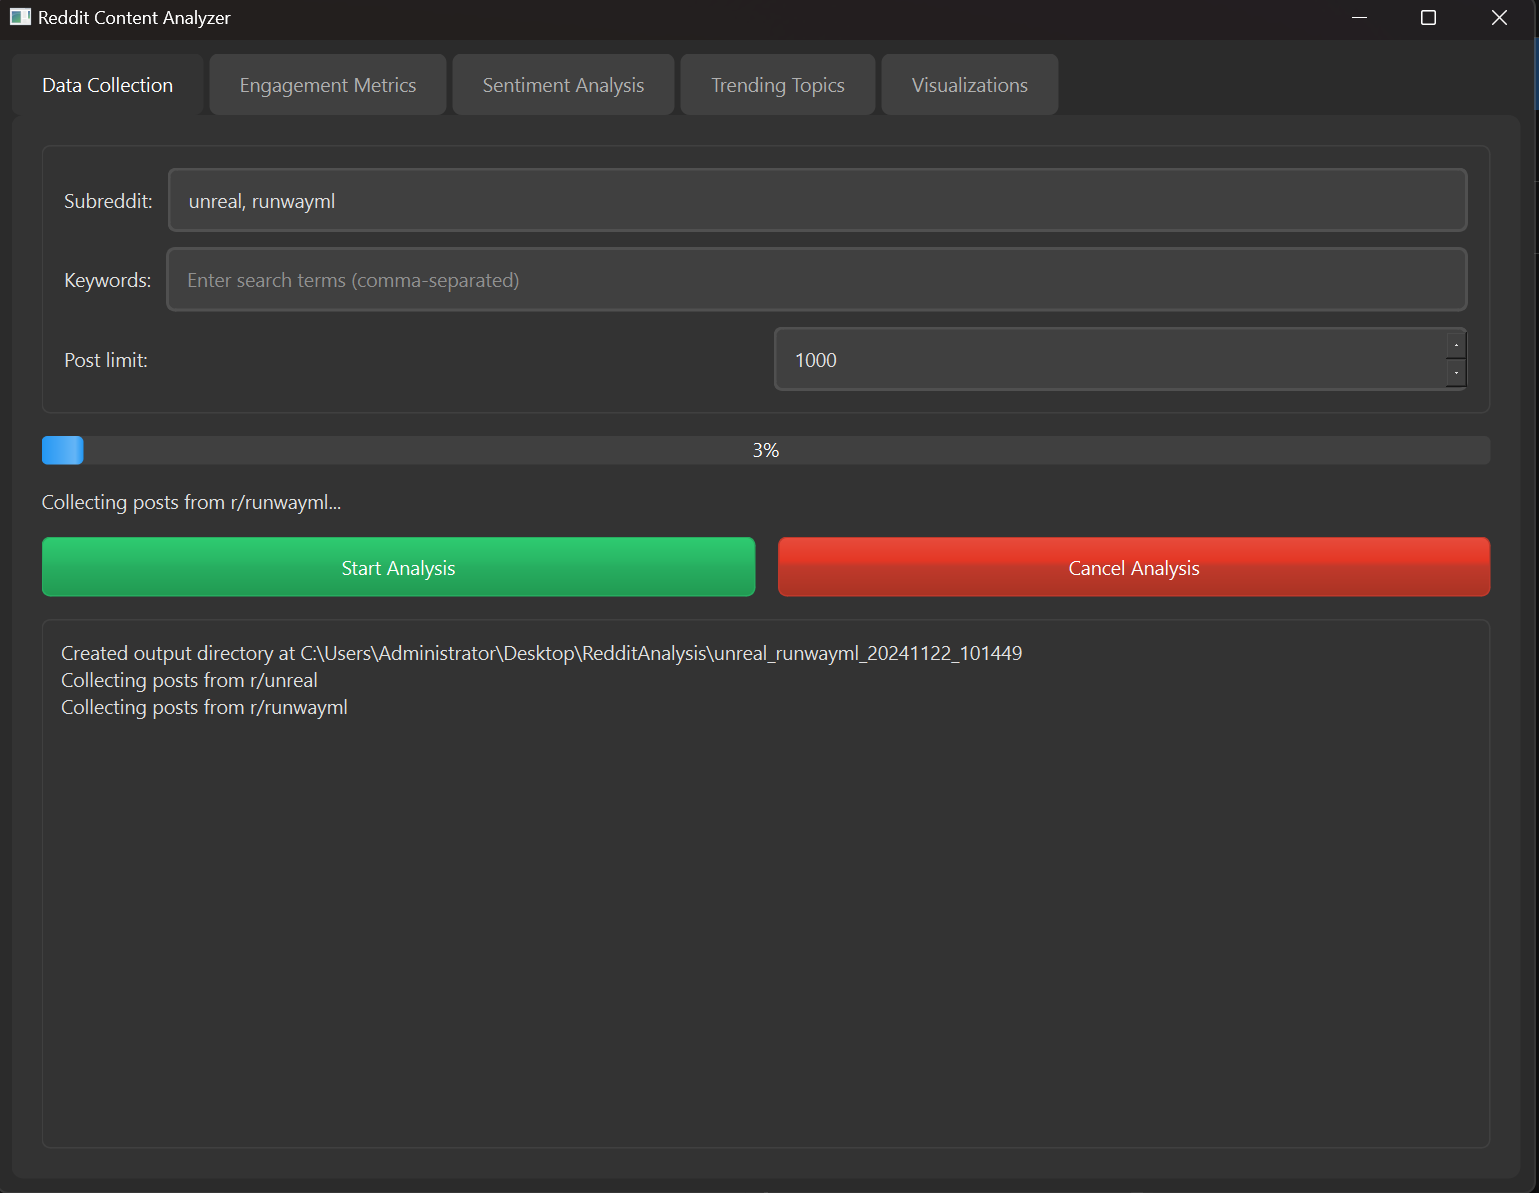 Reddit Content Analyzer
Data Collection
Engagement Metrics
Sentiment Analysis
Trending Topics
Visualizations
Subreddit:
unreal, runwayml
Keywords:
Enter search terms (comma-separated)
Post limit:
1000
3%
Collecting posts from r/runwayml...
Start Analysis
Cancel Analysis
Created output directory at C:\Users\Administrator\Desktop\RedditAnalysis\unreal_runwayml_20241122_101449
Collecting posts from r/unreal
Collecting posts from r/runwayml